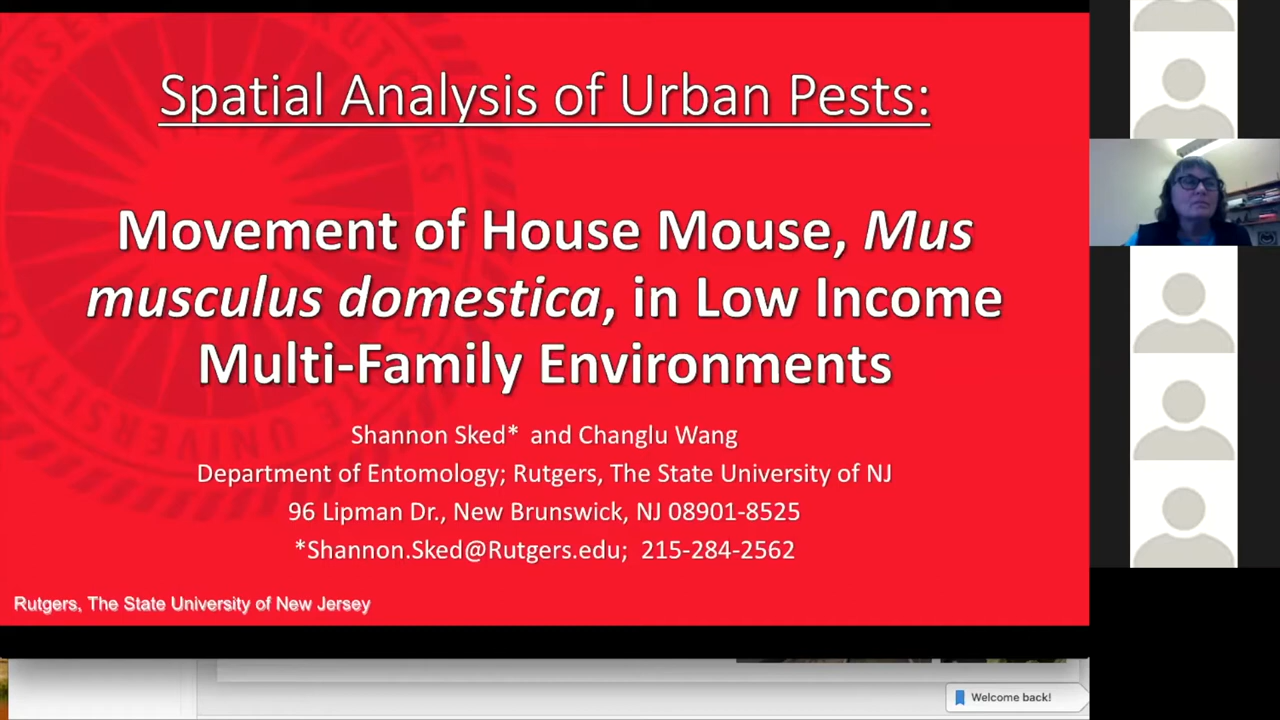 Spatial Analysis of Urban Pests:
Movement of House Mouse, Mus
musculus domestica, in Low Income
Multi-Family Environments
Shannon Sked* and Changlu Wang
Department of Entomology; Rutgers, The State University of NJ
96 Lipman Dr., New Brunswick, NJ 08901-8525
*Shannon.Sked@Rutgers.edu; 215-284-2562
Rutgers, The State University of New Jersey
Welcome back!